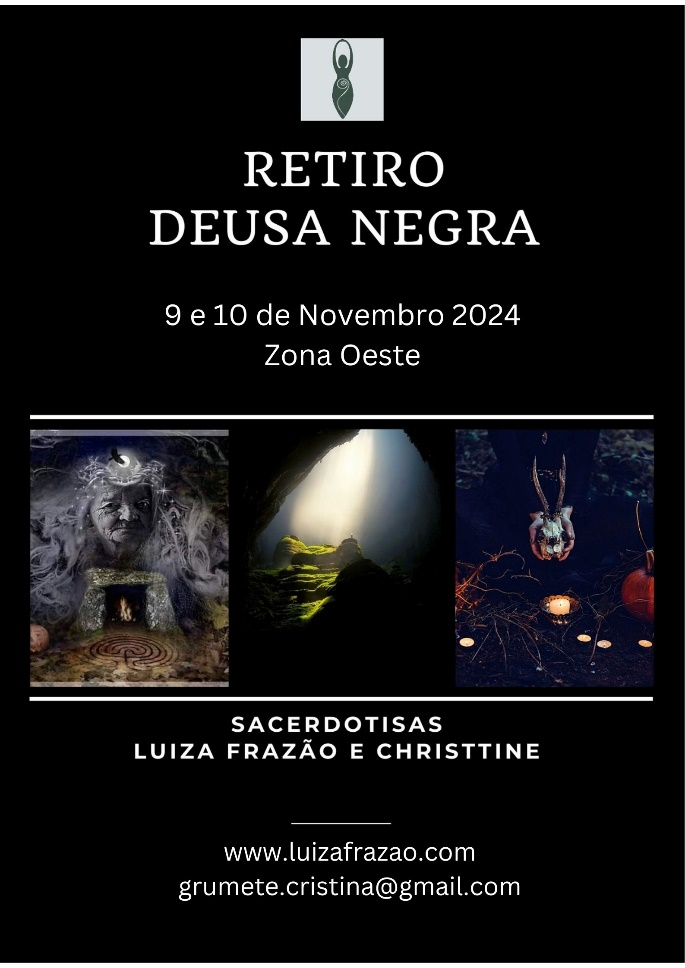 RETIRO
DEUSA NEGRA
9 e 10 de Novembro 2024
Zona Oeste
SACERDOTISAS
LUIZA FRAZÃO E CHRISTTINE
www.luizafrazao.com
grumete.cristina@gmail.com